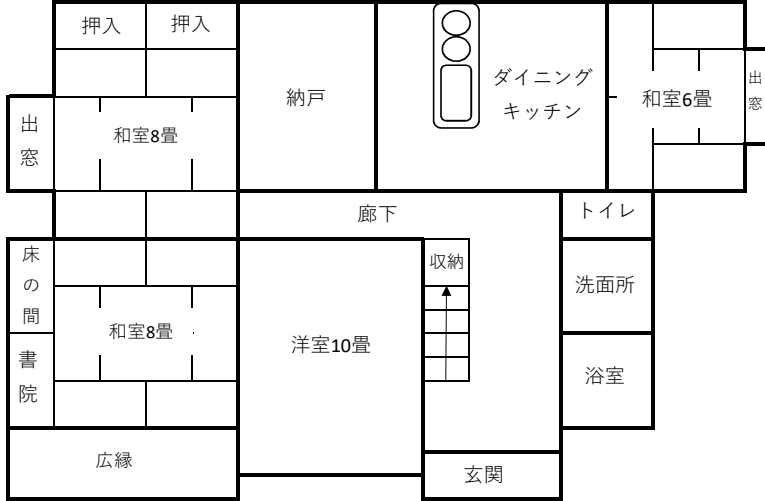 押入
押入
納戸
ダイニング
キッチン
和室6畳
出窓
出窓
和室8畳
廊下
トイレ
床の間
収納
洗面所
和室8畳
洋室10畳
書院
浴室
広縁
玄関